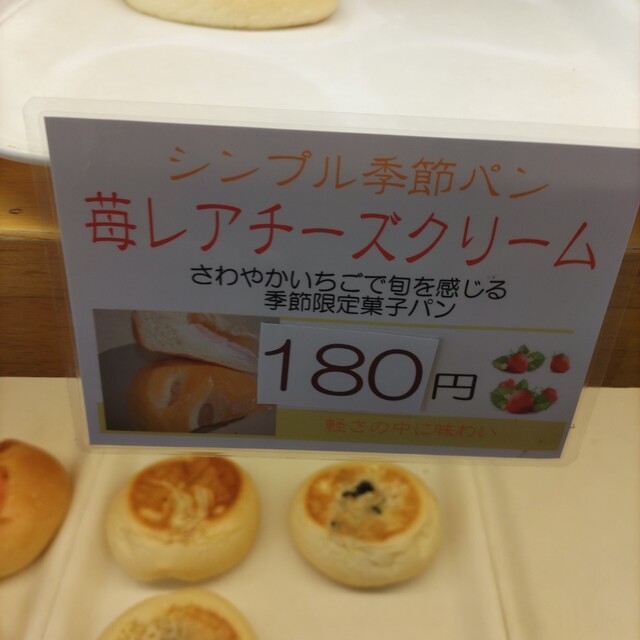 シンプル季節パン
苺レアチーズクリーム
さわやかいちごで旬を感じる
季節限定菓子パン
180円
軽さの中に味わい